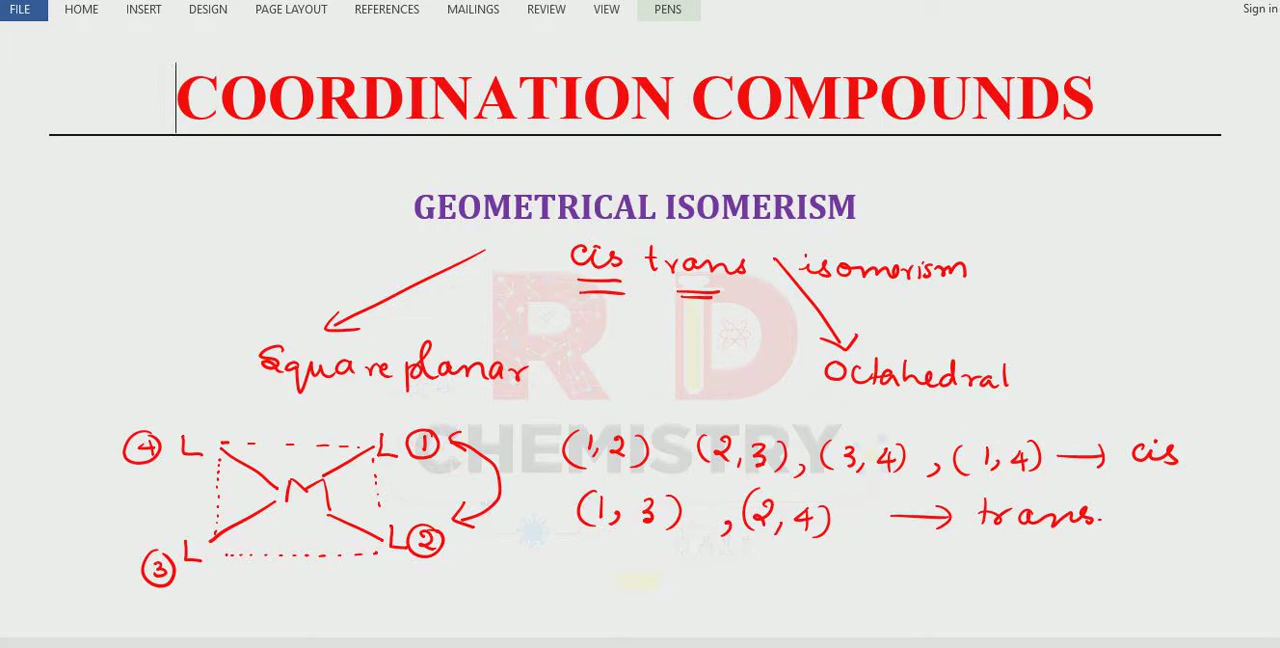 FILE HOME INSERT DESIGN PAGE LAYOUT REFERENCES MAILINGS REVIEW VIEW PENS Sign in
COORDINATION COMPOUNDS
GEOMETRICAL ISOMERISM
cis trans isomerism
Square planar
Octahedral
RD
CHEMISTRY
4 L L 1
M
3 L L 2
(1,2) (2,3), (3,4), (1,4) → cis
(1,3), (2,4) → trans.